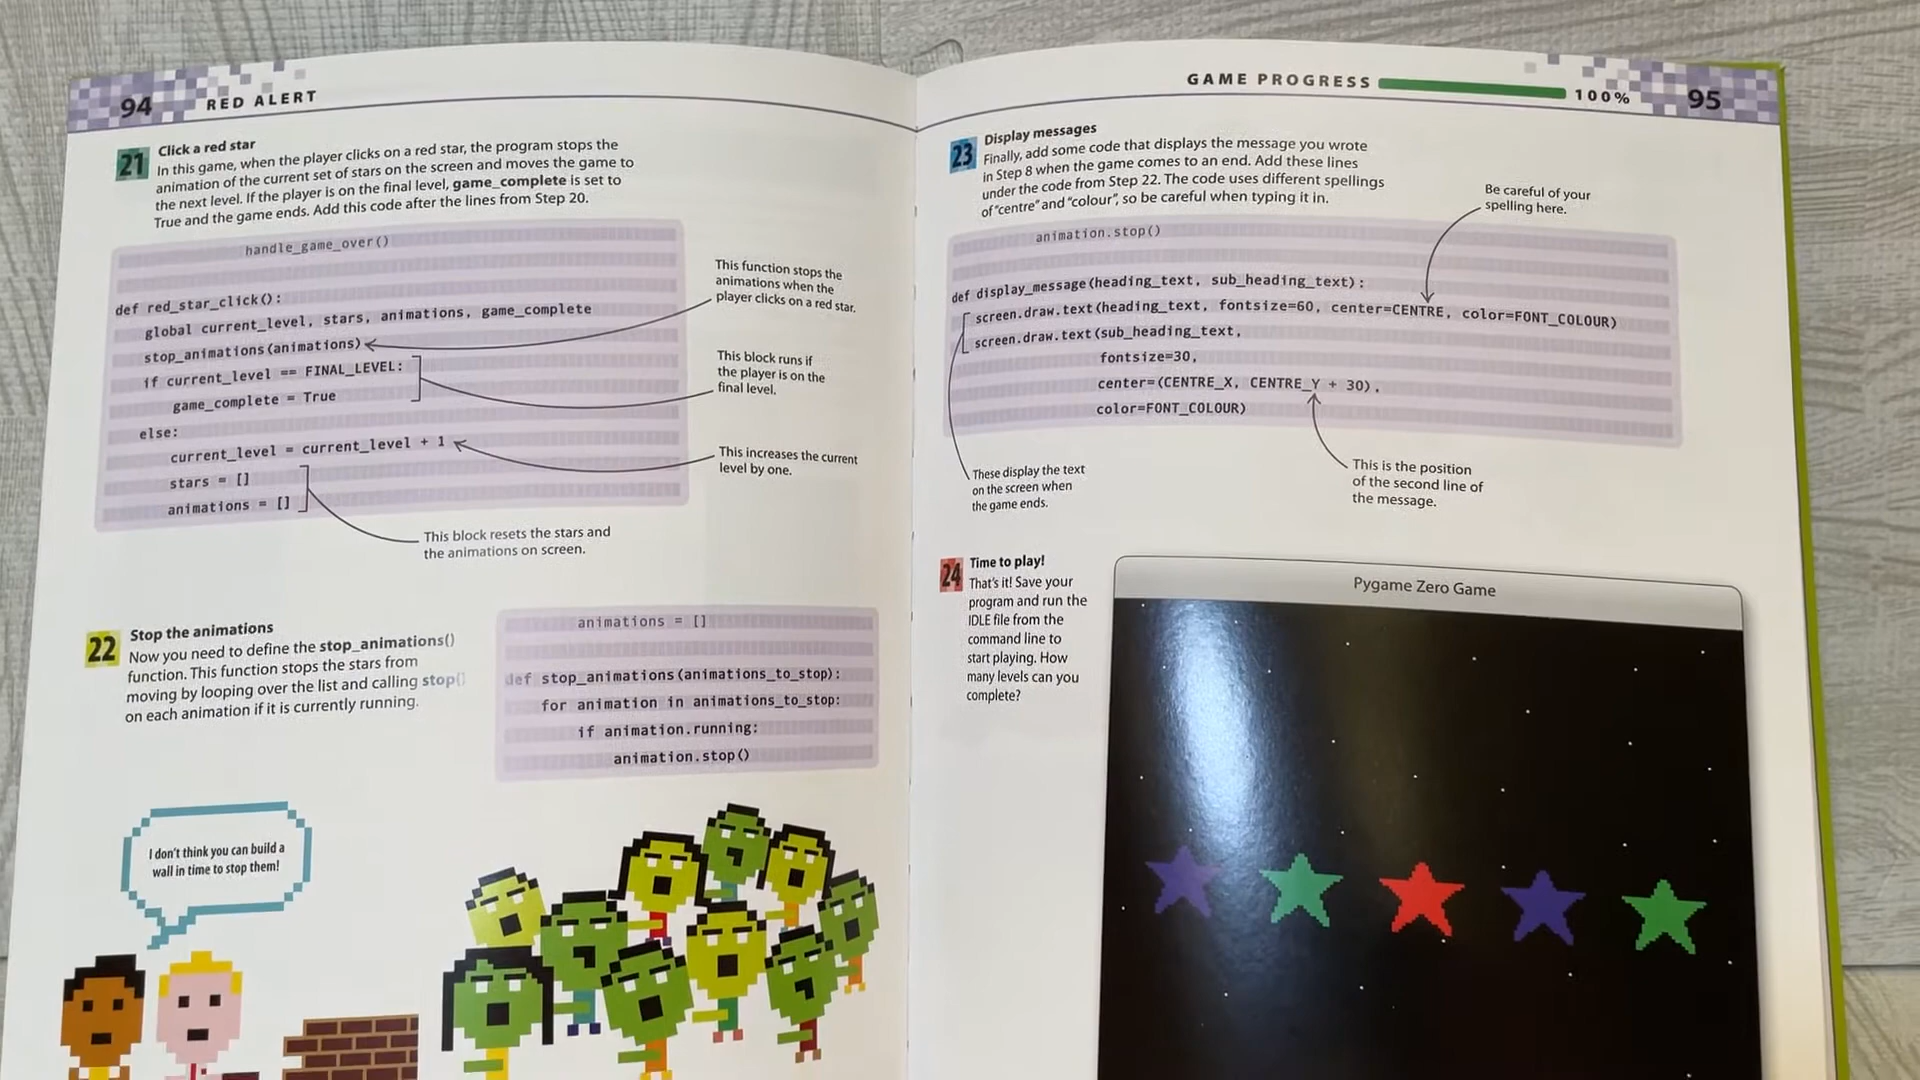 94 RED ALERT
21 Click a red star
In this game, when the player clicks on a red star, the program stops the
animation of the current set of stars on the screen and moves the game to
the next level. If the player is on the final level, game_complete is set to
True and the game ends. Add this code after the lines from Step 20.
handle_game_over()
def red_star_click():
global current_level, stars, animations, game_complete
stop_animations(animations)
if current_level == FINAL_LEVEL:
game_complete = True
else:
current_level = current_level + 1
stars = []
animations = []
This function stops the
animations when the
player clicks on a red star.
This block runs if
the player is on the
final level.
This increases the current
level by one.
This block resets the stars and
the animations on screen.
22 Stop the animations
Now you need to define the stop_animations()
function. This function stops the stars from
moving by looping over the list and calling stop()
on each animation if it is currently running.
animations = []
def stop_animations(animations_to_stop):
for animation in animations_to_stop:
if animation.running:
animation.stop()
I don't think you can build a
wall in time to stop them!
GAME PROGRESS 100% 95
23 Display messages
Finally, add some code that displays the message you wrote
in Step 8 when the game comes to an end. Add these lines
under the code from Step 22. The code uses different spellings
of "centre" and "colour", so be careful when typing it in.
Be careful of your
spelling here.
animation.stop()
def display_message(heading_text, sub_heading_text):
screen.draw.text(heading_text, fontsize=60, center=CENTRE, color=FONT_COLOUR)
screen.draw.text(sub_heading_text,
fontsize=30,
center=(CENTRE_X, CENTRE_Y + 30),
color=FONT_COLOUR)
These display the text
on the screen when
the game ends.
This is the position
of the second line of
the message.
24 Time to play!
That's it! Save your
program and run the
IDLE file from the
command line to
start playing. How
many levels can you
complete?
Pygame Zero Game